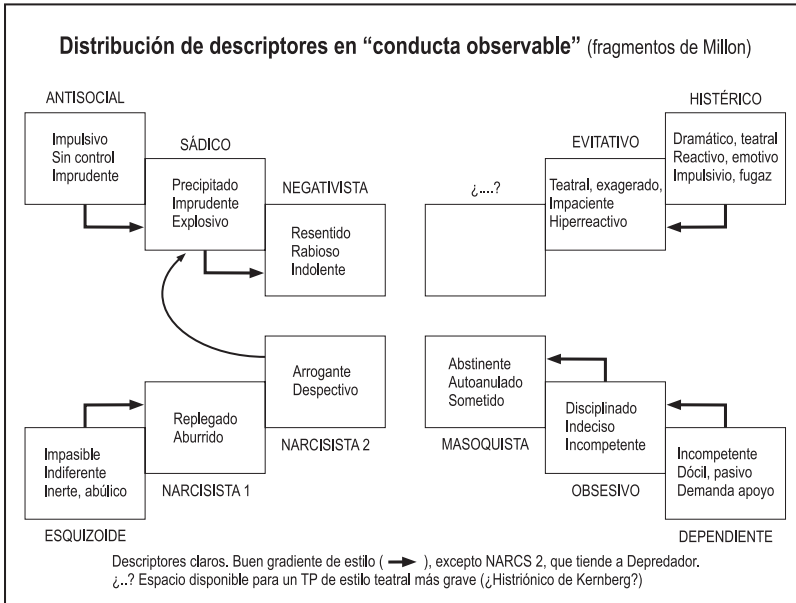 Distribución de descriptores en “conducta observable” (fragmentos de Millon)
ANTISOCIAL
Impulsivo
Sin control
Imprudente
SÁDICO
Precipitado
Imprudente
Explosivo
NEGATIVISTA
Resentido
Rabioso
Indolente
¿....?
EVITATIVO
Teatral, exagerado,
Impaciente
Hiperreactivo
HISTÉRICO
Dramático, teatral
Reactivo, emotivo
Impulsivio, fugaz
Impasible
Indiferente
Inerte, abúlico
ESQUIZOIDE
Replegado
Aburrido
NARCISISTA 1
Arrogante
Despectivo
NARCISISTA 2
Abstinente
Autoanulado
Sometido
MASOQUISTA
Disciplinado
Indeciso
Incompetente
OBSESIVO
Incompetente
Dócil, pasivo
Demanda apoyo
DEPENDIENTE
Descriptores claros. Buen gradiente de estilo ( ➝ ), excepto NARCS 2, que tiende a Depredador.
¿..? Espacio disponible para un TP de estilo teatral más grave (¿Histriónico de Kernberg?)